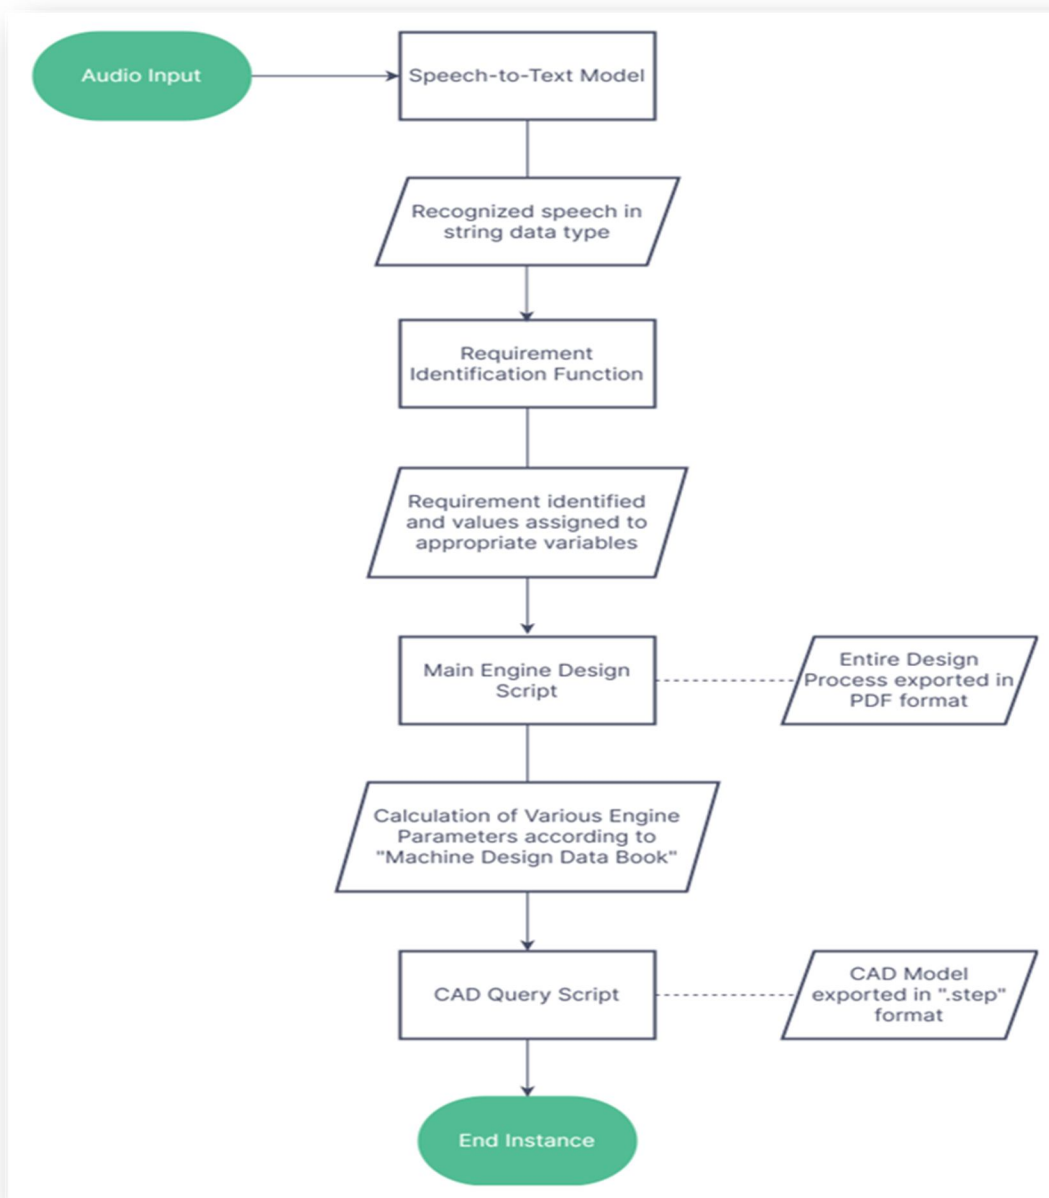 Audio Input
Speech-to-Text Model
Recognized speech in
string data type
Requirement
Identification Function
Requirement identified
and values assigned to
appropriate variables
Main Engine Design
Script
Entire Design
Process exported in
PDF format
Calculation of Various Engine
Parameters according to
"Machine Design Data Book"
CAD Query Script
CAD Model
exported in ".step"
format
End Instance